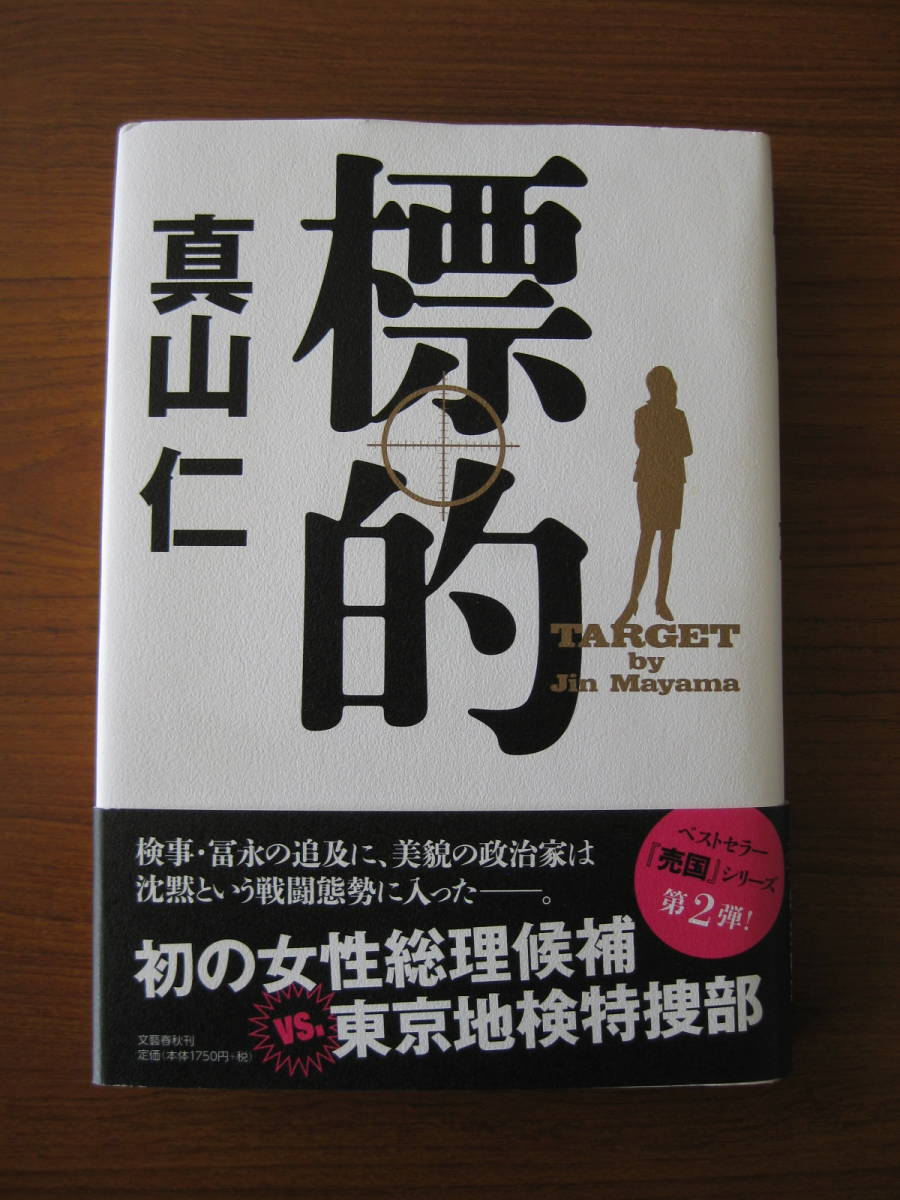 標的
真山仁
TARGET
by
Jin Mayama
検事・冨永の追及に、美貌の政治家は
沈黙という戦闘態勢に入った——。
ベストセラー
『売国』シリーズ
第2弾!
初の女性総理候補
VS.東京地検特捜部
文藝春秋刊
定価(本体1750円+税)